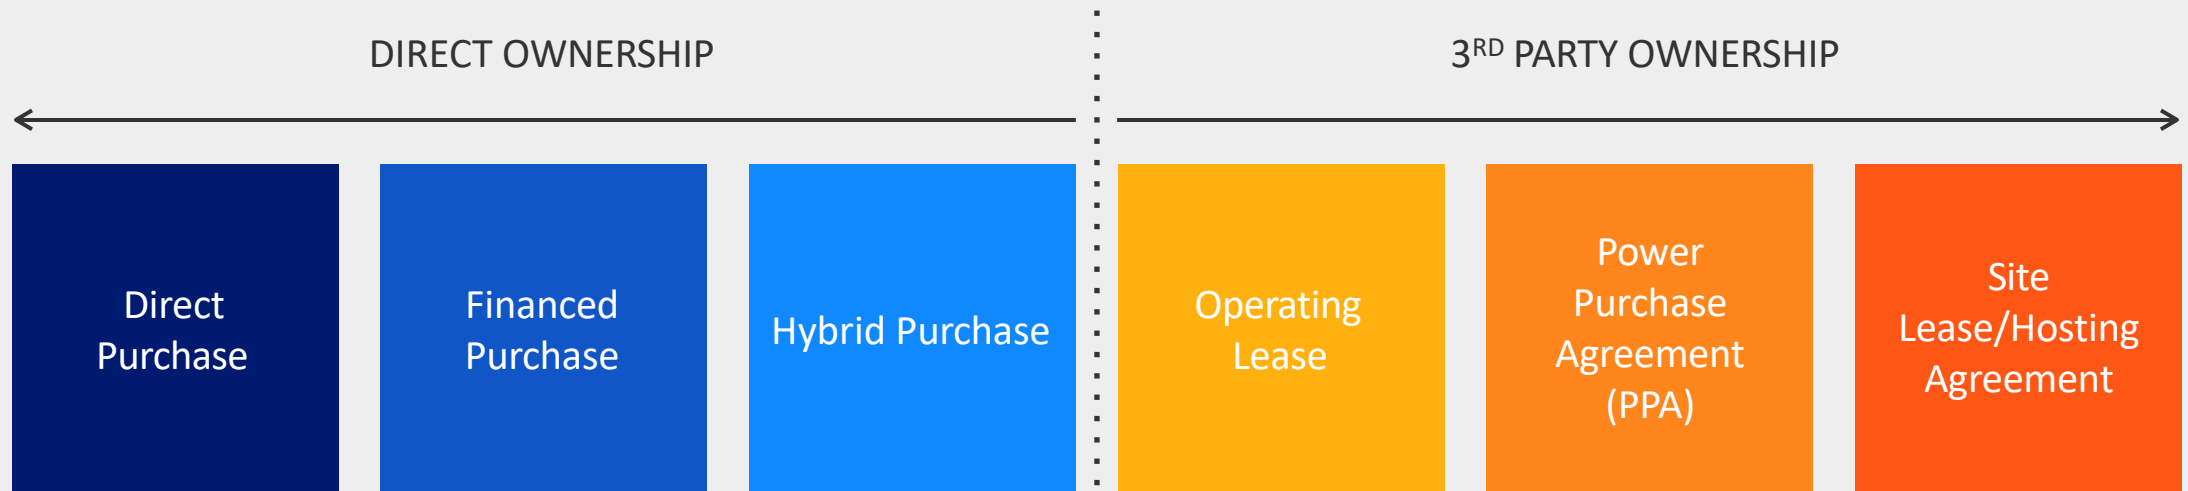 DIRECT OWNERSHIP
3RD PARTY OWNERSHIP
Direct
Purchase
Financed
Purchase
Hybrid Purchase
Operating
Lease
Power
Purchase
Agreement
(PPA)
Site
Lease/Hosting
Agreement